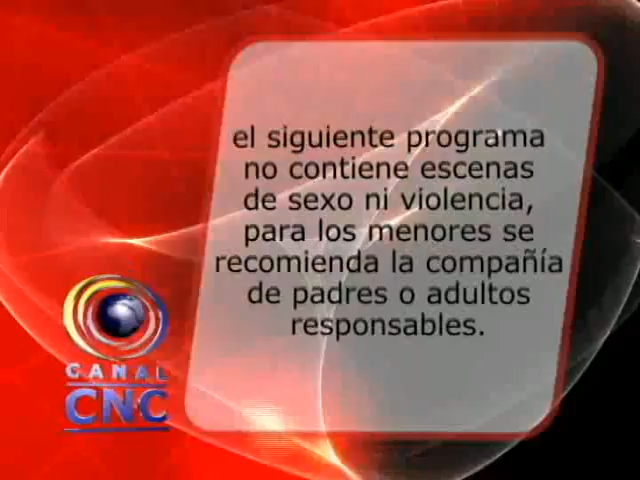 el siguiente programa
no contiene escenas
de sexo ni violencia,
para los menores se
recomienda la compañía
de padres o adultos
responsables.
CANAL
CNC